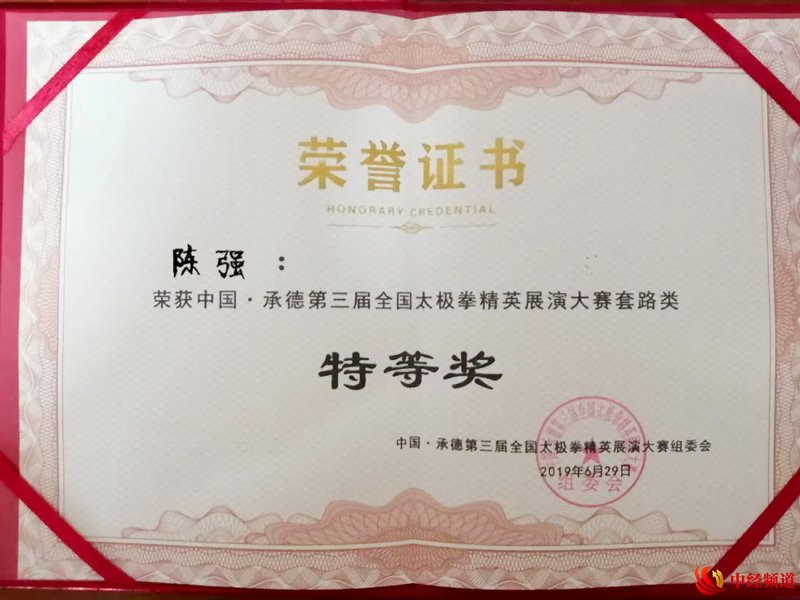 荣誉证书
HONORARY CREDENTIAL
陈强：
荣获中国·承德第三届全国太极拳精英展演大赛套路类
特等奖
中国·承德第三届全国太极拳精英展演大赛组委会
2019年6月29日
组委会
中经频道